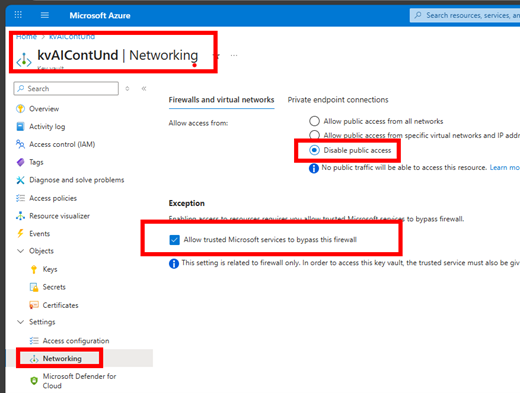 Microsoft Azure
Search resources, services, an
Home > kvAIContUnd
kvAIContUnd | Networking
Key vault
Search
Overview
Activity log
Access control (IAM)
Tags
Diagnose and solve problems
Access policies
Resource visualizer
Events
Objects
Keys
Secrets
Certificates
Settings
Access configuration
Networking
Microsoft Defender for
Cloud
Firewalls and virtual networks
Private endpoint connections
Allow access from:
Allow public access from all networks
Allow public access from specific virtual networks and IP addr
Disable public access
No public traffic will be able to access this resource. Learn mo
Exception
Enabling access to resources requires you allow trusted Microsoft services to bypass firewall.
Allow trusted Microsoft services to bypass this firewall
This setting is related to firewall only. In order to access this key vault, the trusted service must also be give